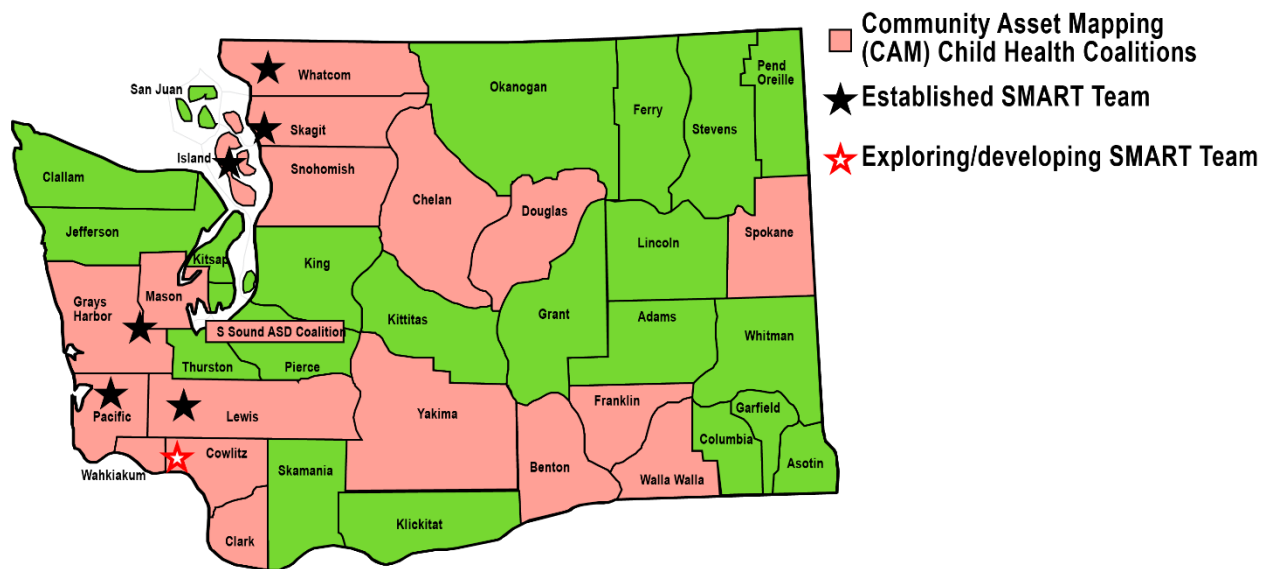 Community Asset Mapping
(CAM) Child Health Coalitions
Established SMART Team
Exploring/developing SMART Team
Whatcom
San Juan
Skagit
Island
Snohomish
Okanogan
Ferry
Stevens
Pend
Oreille
Clallam
Jefferson
Chelan
Douglas
Lincoln
Spokane
Kitsap
King
Grays
Harbor
Mason
S Sound ASD Coalition
Kittitas
Grant
Adams
Whitman
Thurston
Pierce
Pacific
Lewis
Yakima
Franklin
Garfield
Columbia
Asotin
Wahkiakum
Cowlitz
Skamania
Benton
Walla Walla
Clark
Klickitat